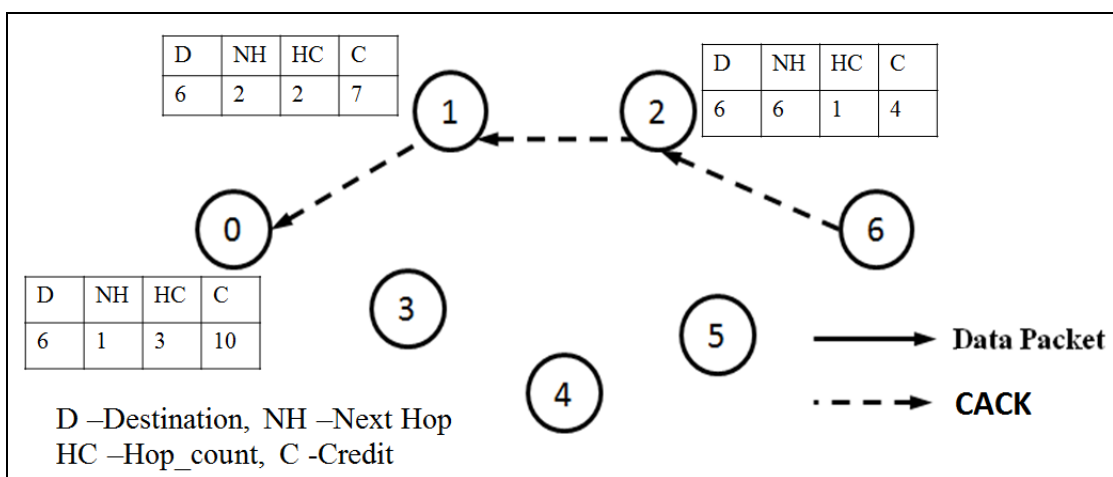 D NH HC C
6 2 2 7
D NH HC C
6 6 1 4
1
2
0
6
D NH HC C
6 1 3 10
3
5
4
Data Packet
CACK
D –Destination, NH –Next Hop
HC –Hop_count, C -Credit